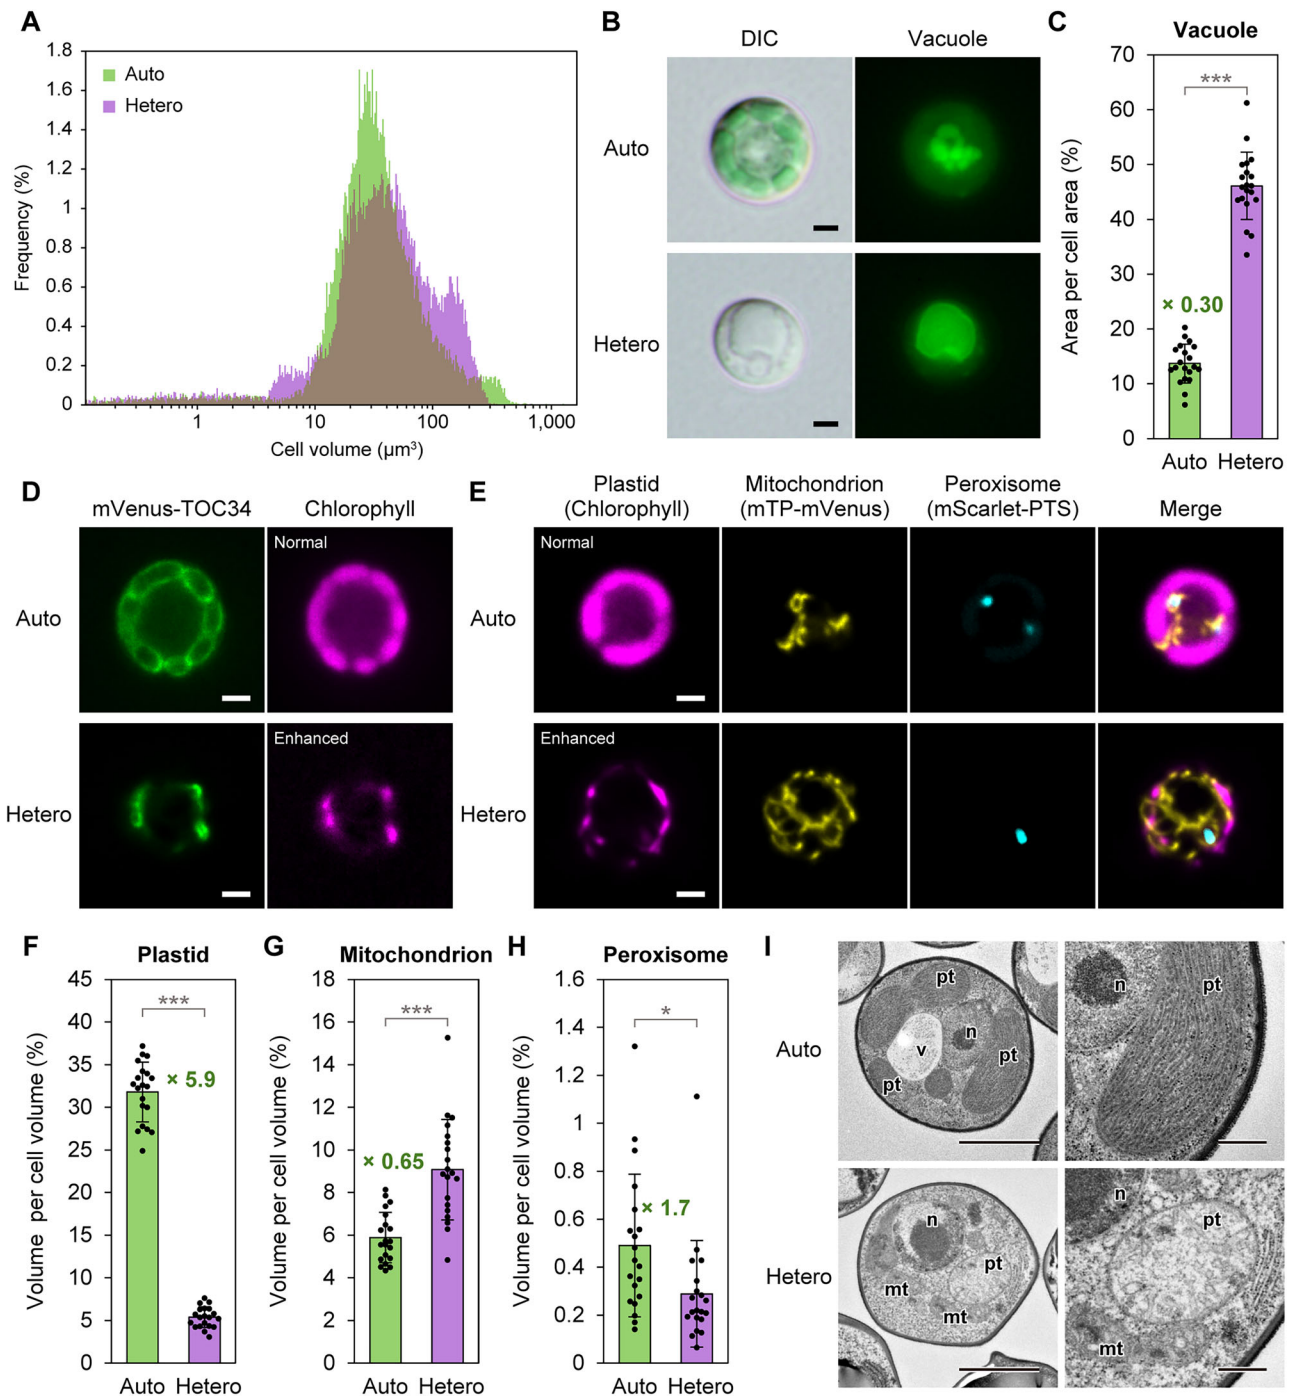 A
1.8
1.6
1.4
1.2
1
0.8
0.6
0.4
0.2
0
Frequency (%)
Auto
Hetero
1 10 100 1,000
Cell volume (µm³)
B
DIC Vacuole
Auto
Hetero
C
Vacuole
***
70
60
50
40
30
20
10
0
Area per cell area (%)
× 0.30
Auto Hetero
D
mVenus-TOC34 Chlorophyll
Auto
Normal
Hetero
Enhanced
E
Plastid
(Chlorophyll)
Mitochondrion
(mTP-mVenus)
Peroxisome
(mScarlet-PTS)
Merge
Auto
Normal
Hetero
Enhanced
F
Plastid
***
45
40
35
30
25
20
15
10
5
0
Volume per cell volume (%)
× 5.9
Auto Hetero
G
Mitochondrion
***
18
16
14
12
10
8
6
4
2
0
Volume per cell volume (%)
× 0.65
Auto Hetero
H
Peroxisome
*
1.6
1.4
1.2
1
0.8
0.6
0.4
0.2
0
Volume per cell volume (%)
× 1.7
Auto Hetero
I
Auto
pt
n
v
pt
pt
n
pt
Hetero
n
pt
mt
mt
n
pt
mt